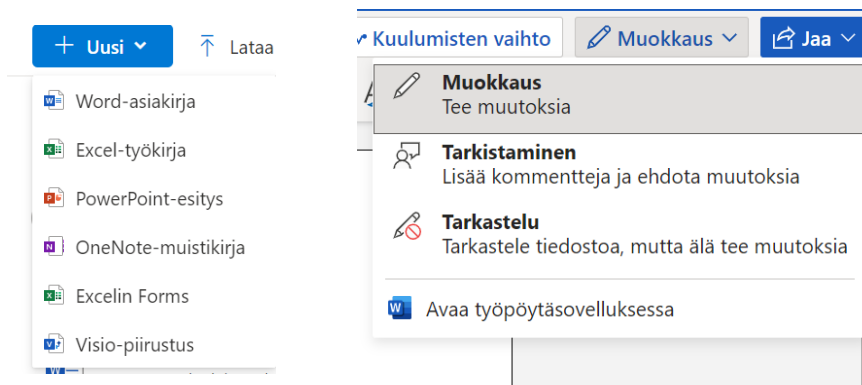 Uusi
Lataa
Word-asiakirja
Excel-työkirja
PowerPoint-esitys
OneNote-muistikirja
Excelin Forms
Visio-piirustus
Kuulumisten vaihto
Muokkaus
Jaa
Muokkaus
Tee muutoksia
Tarkistaminen
Lisää kommentteja ja ehdota muutoksia
Tarkastelu
Tarkastele tiedostoa, mutta älä tee muutoksia
Avaa työpöytäsovelluksessa